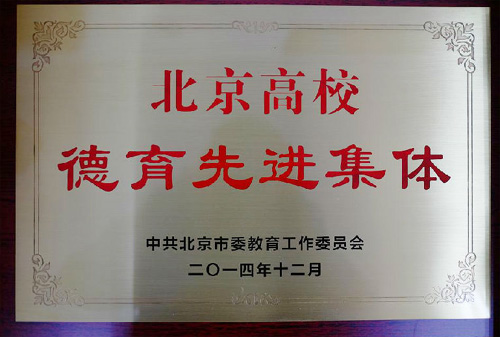 北京高校
德育先进集体
中共北京市委教育工作委员会
二〇一四年十二月